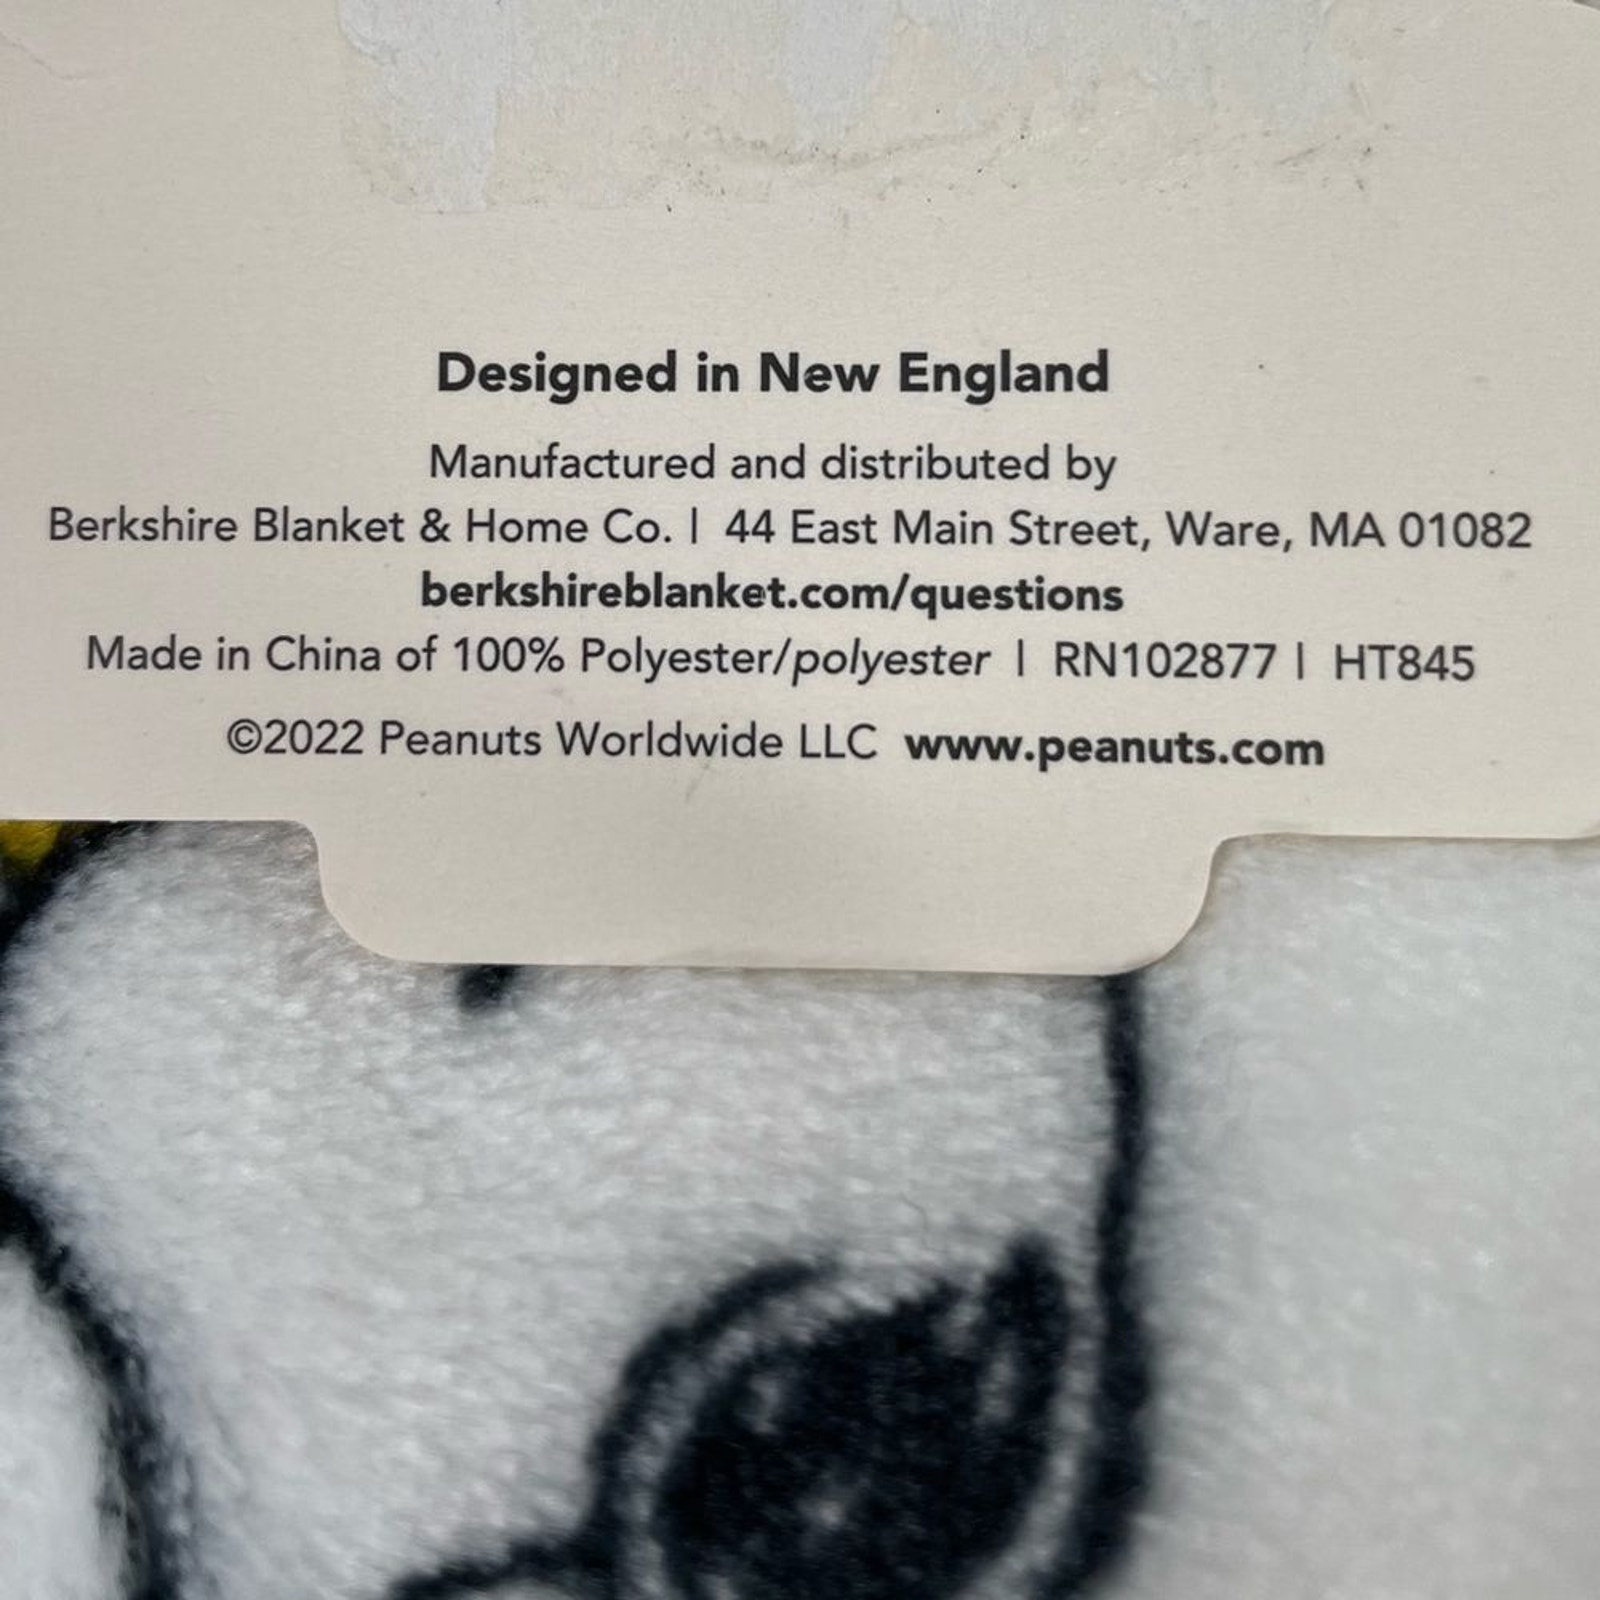 Designed in New England
Manufactured and distributed by
Berkshire Blanket & Home Co. | 44 East Main Street, Ware, MA 01082
berkshireblanket.com/questions
Made in China of 100% Polyester/polyester | RN102877 | HT845
©2022 Peanuts Worldwide LLC www.peanuts.com